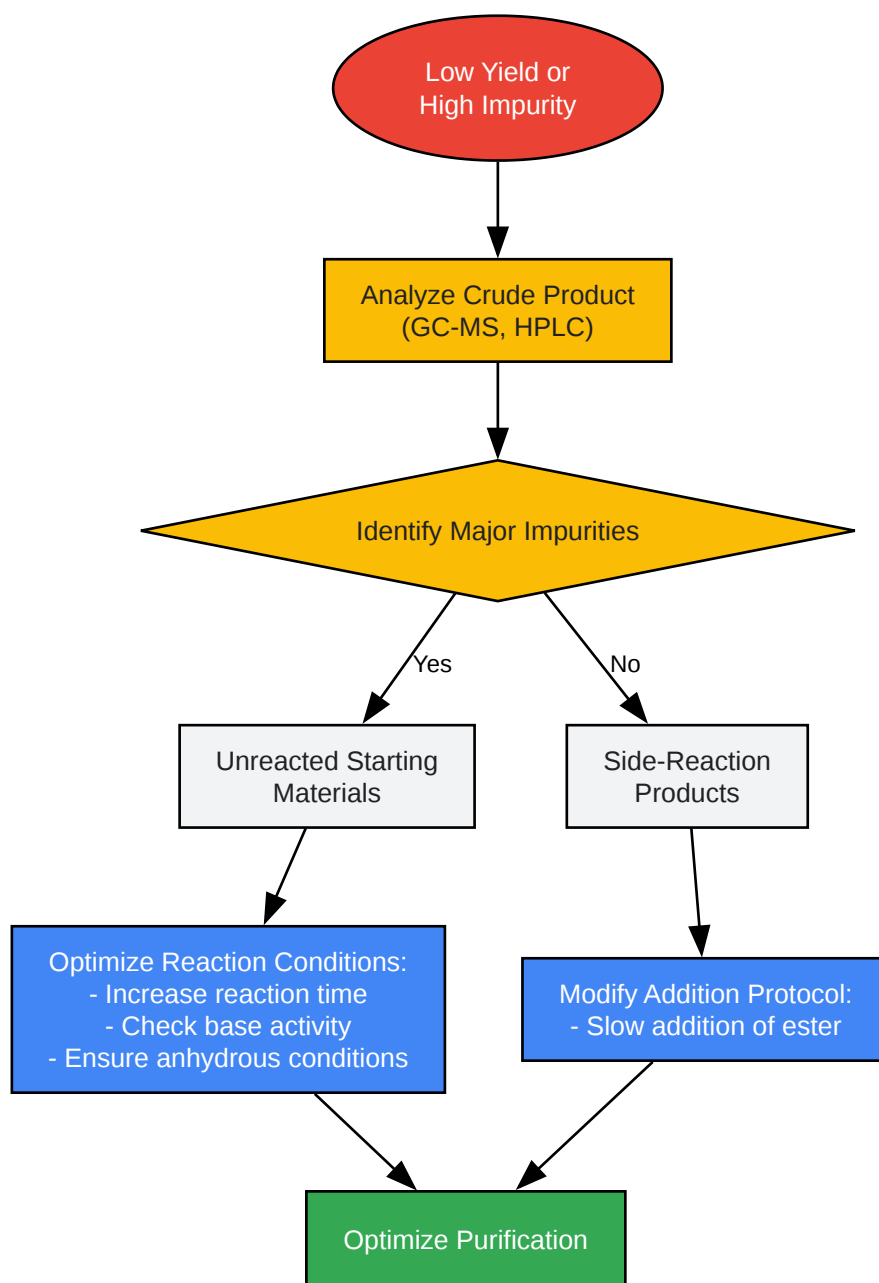 Low Yield or
High Impurity
Analyze Crude Product
(GC-MS, HPLC)
Identify Major Impurities
Yes
No
Unreacted Starting
Materials
Side-Reaction
Products
Optimize Reaction Conditions:
- Increase reaction time
- Check base activity
- Ensure anhydrous conditions
Modify Addition Protocol:
- Slow addition of ester
Optimize Purification